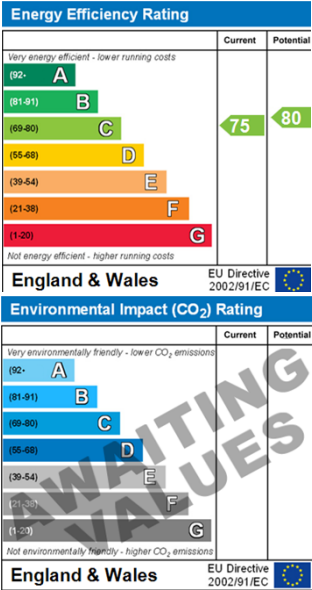 Energy Efficiency Rating
Current Potential
Very energy efficient - lower running costs
(92- A
(81-91) B
(69-80) C
75
80
(55-68) D
(39-54) E
(21-38) F
(1-20) G
Not energy efficient - higher running costs
England & Wales
EU Directive
2002/91/EC
Environmental Impact (CO2) Rating
Current Potential
Very environmentally friendly - lower CO2 emissions
(92- A
(81-91) B
(69-80) C
(55-68) D
(39-54) E
(21-38) F
(1-20) G
AWAITING
VALUES
Not environmentally friendly - higher CO2 emissions
England & Wales
EU Directive
2002/91/EC